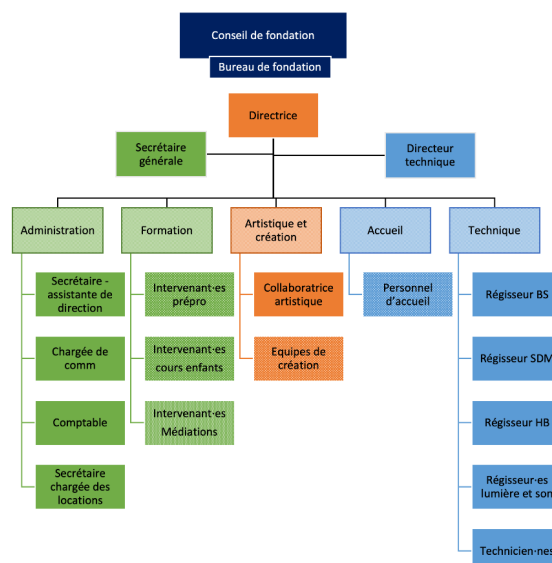 Conseil de fondation
Bureau de fondation
Directrice
Secrétaire
générale
Directeur
technique
Administration
Formation
Artistique et
création
Accueil
Technique
Secrétaire -
assistante de
direction
Intervenant·es
prépro
Collaboratrice
artistique
Personnel
d'accueil
Régisseur BS
Chargée de
comm
Intervenant·es
cours enfants
Equipes de
création
Régisseur SDM
Comptable
Intervenant·es
Médiations
Régisseur HB
Secrétaire
chargée des
locations
Régisseur·es
lumière et son
Technicien·nes